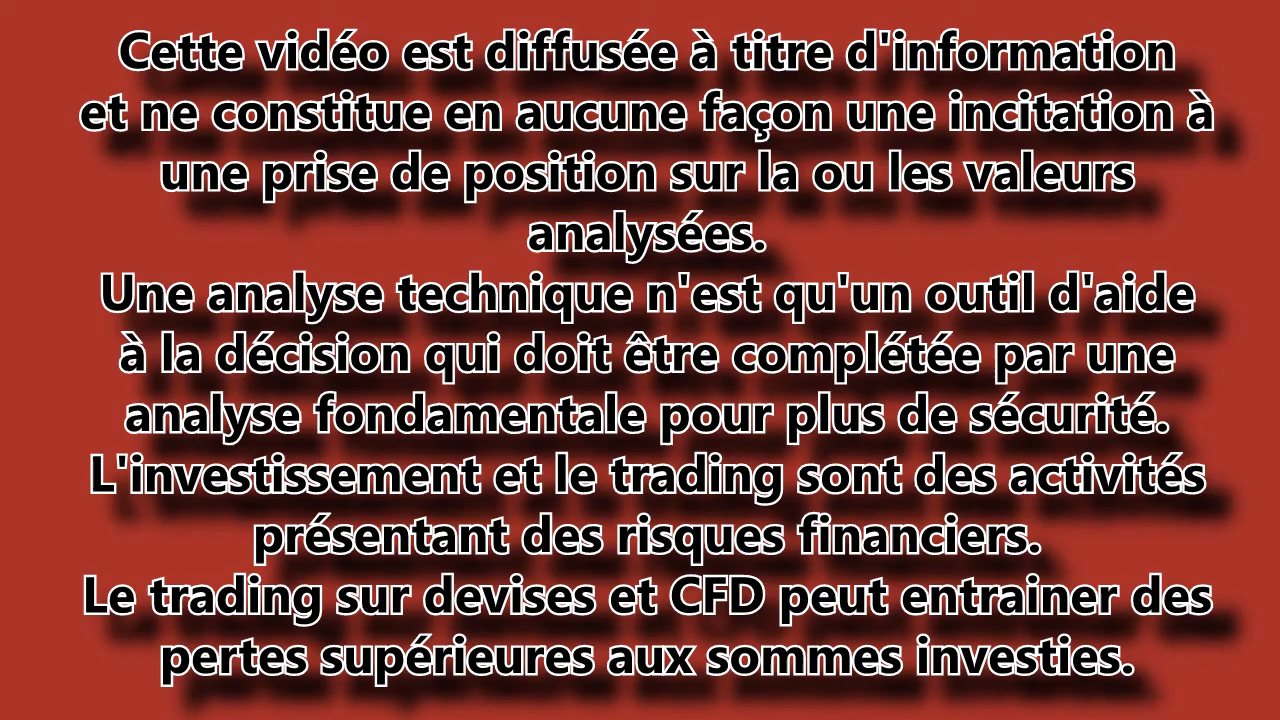 Cette vidéo est diffusée à titre d'information
et ne constitue en aucune façon une incitation à
une prise de position sur la ou les valeurs
analysées.
Une analyse technique n'est qu'un outil d'aide
à la décision qui doit être complétée par une
analyse fondamentale pour plus de sécurité.
L'investissement et le trading sont des activités
présentant des risques financiers.
Le trading sur devises et CFD peut entrainer des
pertes supérieures aux sommes investies.